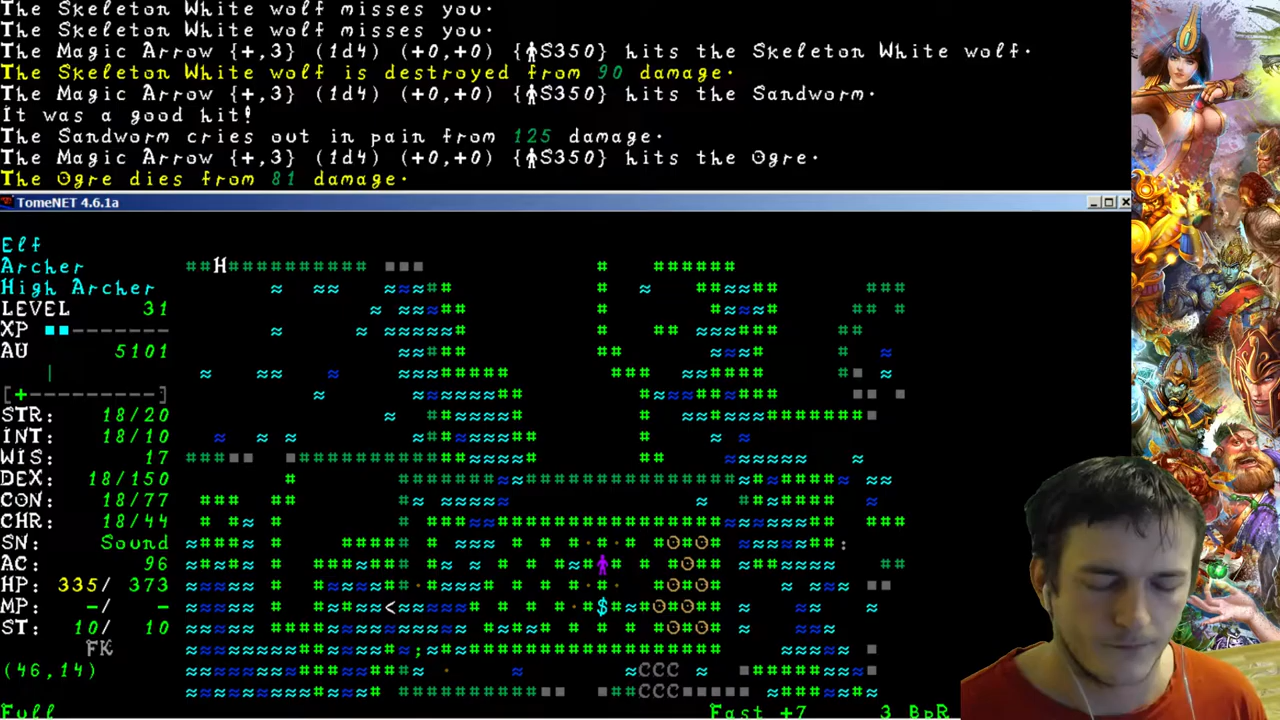 The Skeleton White wolf misses you.
The Skeleton White wolf misses you.
The Magic Arrow {+,3} (1d4) (+0,+0) {S350} hits the Skeleton White wolf.
The Skeleton White wolf is destroyed from 90 damage.
The Magic Arrow {+,3} (1d4) (+0,+0) {S350} hits the Sandworm.
It was a good hit!
The Sandworm cries out in pain from 125 damage.
The Magic Arrow {+,3} (1d4) (+0,+0) {S350} hits the Ogre.
The Ogre dies from 81 damage.
TomeNET 4.6.1a
Elf
Archer
High Archer
LEVEL 31
XP
AU 5101
STR: 18/20
INT: 18/10
WIS: 17
DEX: 18/150
CON: 18/77
CHR: 18/44
SN: Sound
AC: 96
HP: 335/ 373
MP: -/ -
ST: 10/ 10
FK
(46,14)
Full Fast +7 3 BpR